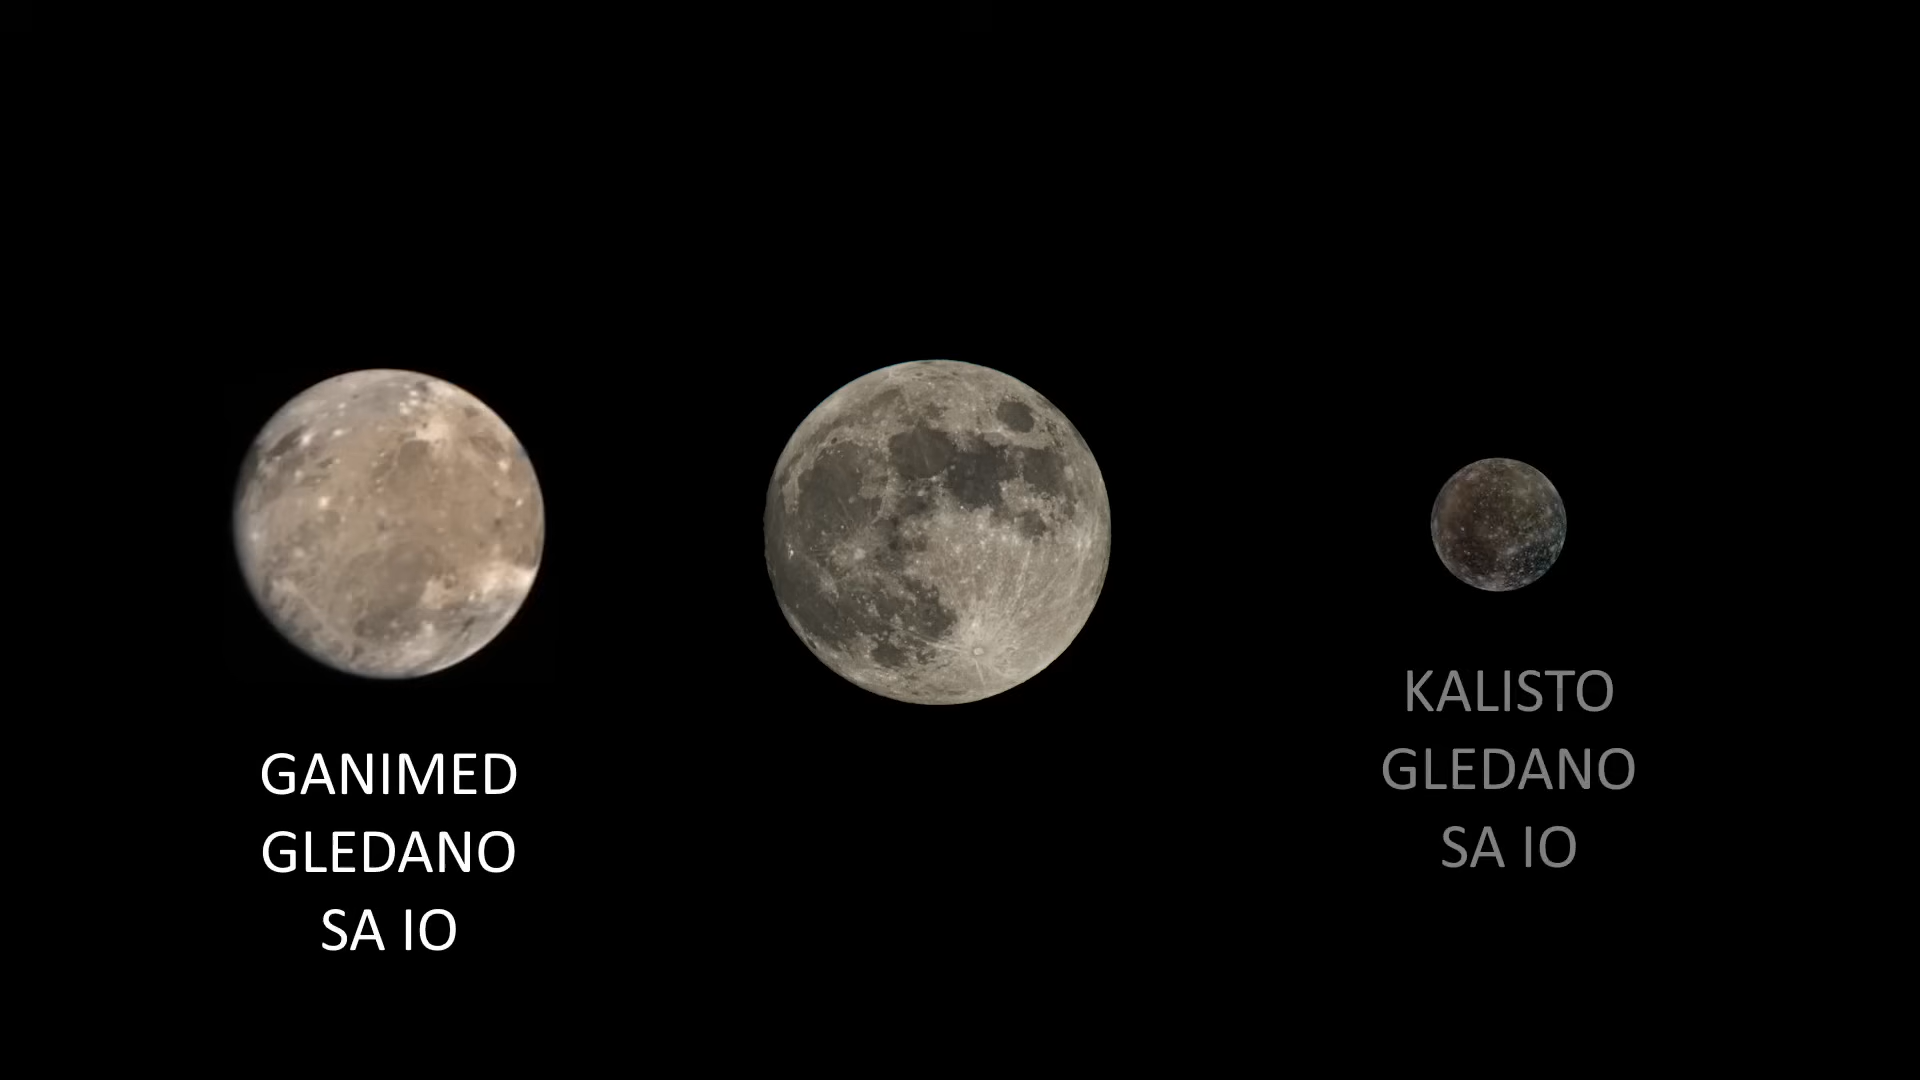 GANIMED
GLEDANO
SA IO
KALISTO
GLEDANO
SA IO